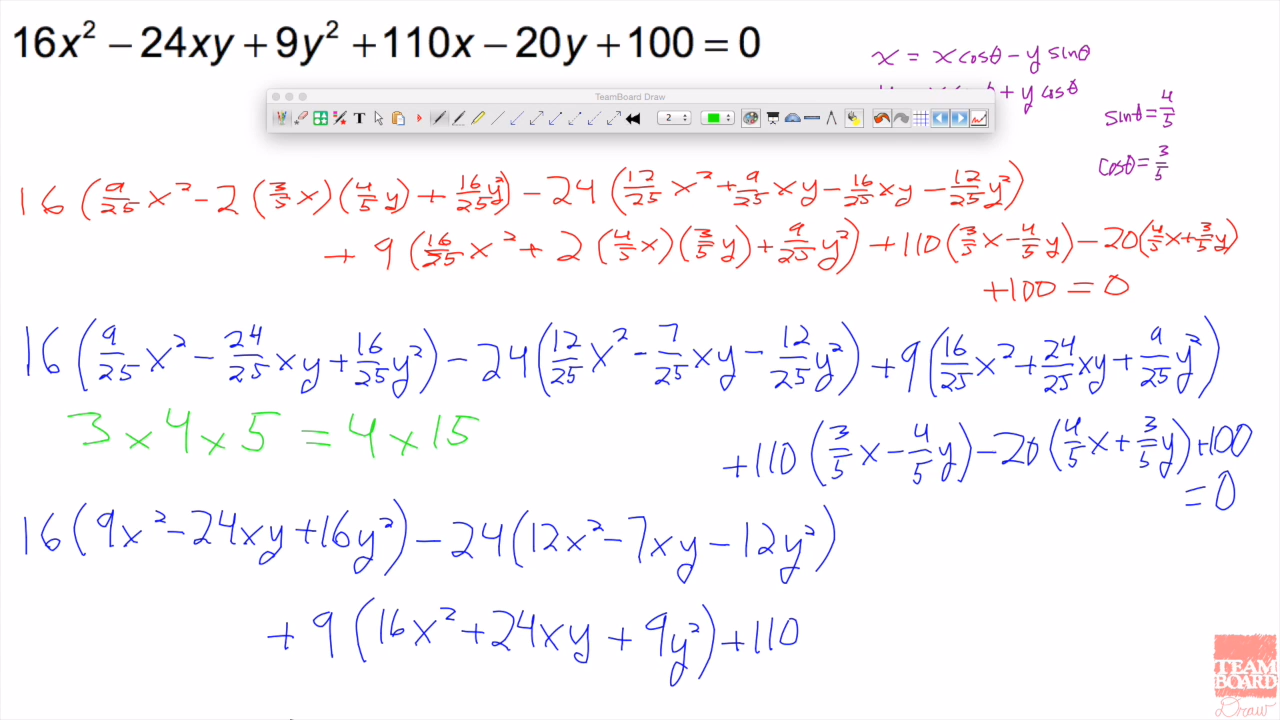 16x² − 24xy + 9y² + 110x − 20y + 100 = 0
x = x cosθ − y sinθ
+ y cosθ
sinθ = 4/5
cosθ = 3/5
TeamBoard Draw
2
16 (9/25 x² − 2 (3/5 x)(4/5 y) + 16/25 y²) − 24 (12/25 x² + 9/25 xy − 16/25 xy − 12/25 y²)
+ 9 (16/25 x² + 2 (4/5 x)(3/5 y) + 9/25 y²) + 110 (3/5 x − 4/5 y) − 20 (4/5 x + 3/5 y)
+100 = 0
16 (9/25 x² − 24/25 xy + 16/25 y²) − 24 (12/25 x² − 7/25 xy − 12/25 y²) + 9 (16/25 x² + 24/25 xy + 9/25 y²)
3 × 4 × 5 = 4 × 15
+110 (3/5 x − 4/5 y) − 20 (4/5 x + 3/5 y) + 100
= 0
16 (9x² − 24xy + 16y²) − 24 (12x² − 7xy − 12y²)
+ 9 (16x² + 24xy + 9y²) + 110
TEAM
BOARD
Draw